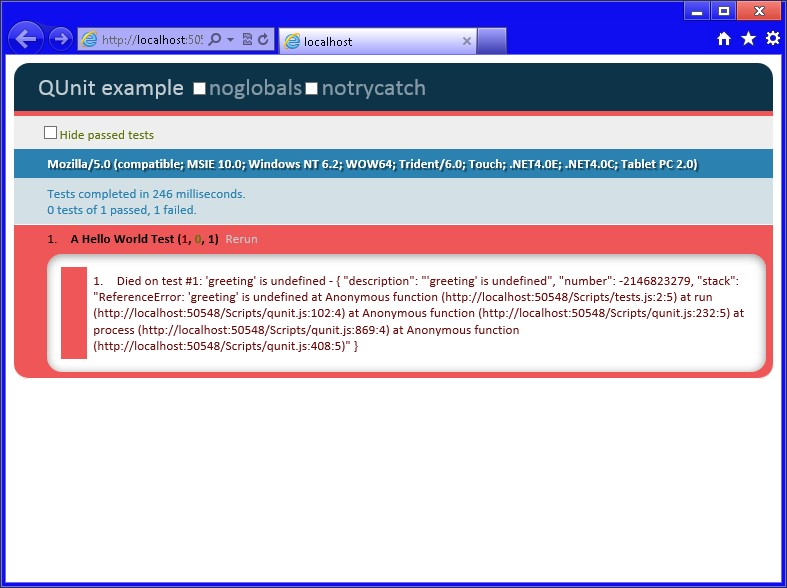 http://localhost:505
localhost
QUnit example noglobals notrycatch
Hide passed tests
Mozilla/5.0 (compatible; MSIE 10.0; Windows NT 6.2; WOW64; Trident/6.0; Touch; .NET4.0E; .NET4.0C; Tablet PC 2.0)
Tests completed in 246 milliseconds.
0 tests of 1 passed, 1 failed.
1. A Hello World Test (1, 0, 1) Rerun
1. Died on test #1: 'greeting' is undefined - { "description": "'greeting' is undefined", "number": -2146823279, "stack":
"ReferenceError: 'greeting' is undefined at Anonymous function (http://localhost:50548/Scripts/tests.js:2:5) at run
(http://localhost:50548/Scripts/qunit.js:102:4) at Anonymous function (http://localhost:50548/Scripts/qunit.js:232:5) at
process (http://localhost:50548/Scripts/qunit.js:869:4) at Anonymous function
(http://localhost:50548/Scripts/qunit.js:408:5)" }